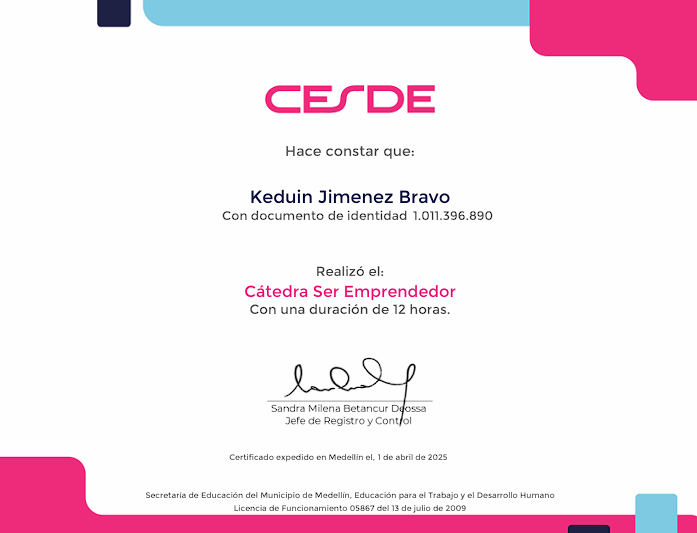 CESDE
Hace constar que:
Keduin Jimenez Bravo
Con documento de identidad 1.011.396.890
Realizó el:
Cátedra Ser Emprendedor
Con una duración de 12 horas.
Sandra Milena Betancur Deossa
Jefe de Registro y Control
Certificado expedido en Medellín el, 1 de abril de 2025
Secretaría de Educación del Municipio de Medellín, Educación para el Trabajo y el Desarrollo Humano
Licencia de Funcionamiento 05867 del 13 de julio de 2009